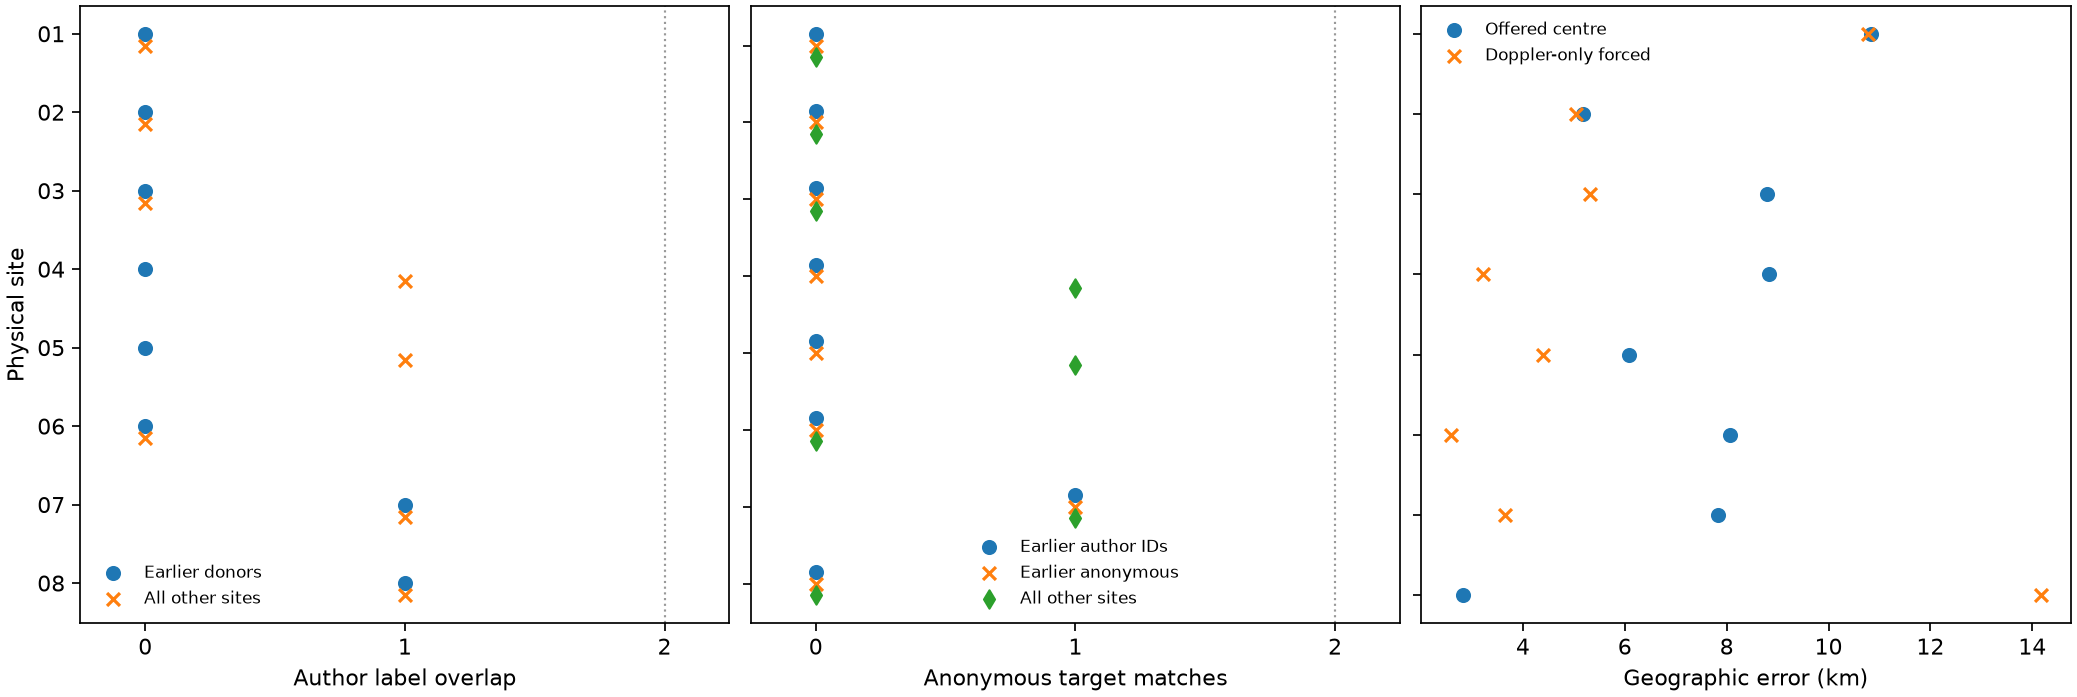 Physical site
01
02
03
04
05
06
07
08
Earlier donors
All other sites
0 1 2
Author label overlap
Earlier author IDs
Earlier anonymous
All other sites
0 1 2
Anonymous target matches
Offered centre
Doppler-only forced
4 6 8 10 12 14
Geographic error (km)